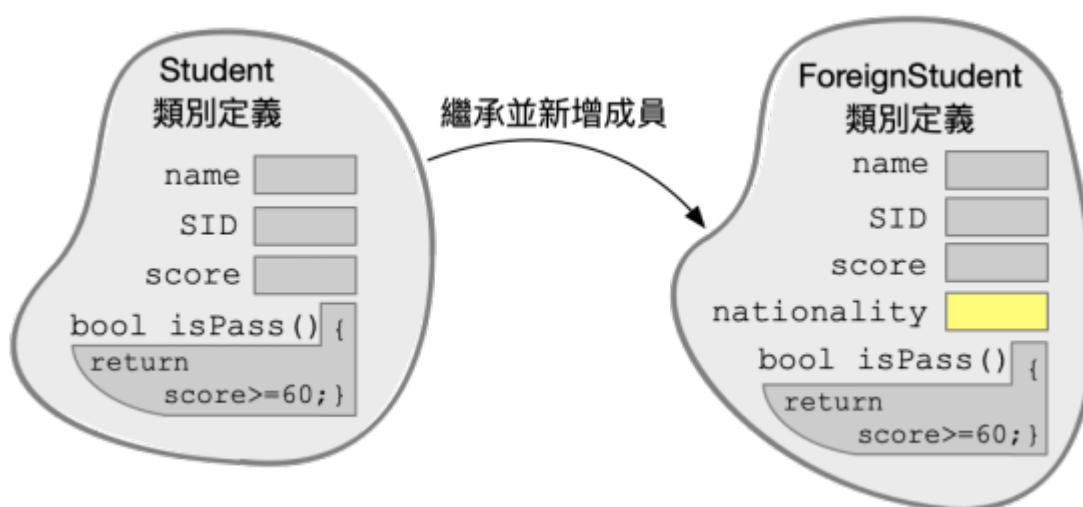 Student
類別定義
name
SID
score
bool isPass() {
return
score>=60;}
繼承並新增成員
ForeignStudent
類別定義
name
SID
score
nationality
bool isPass() {
return
score>=60;}